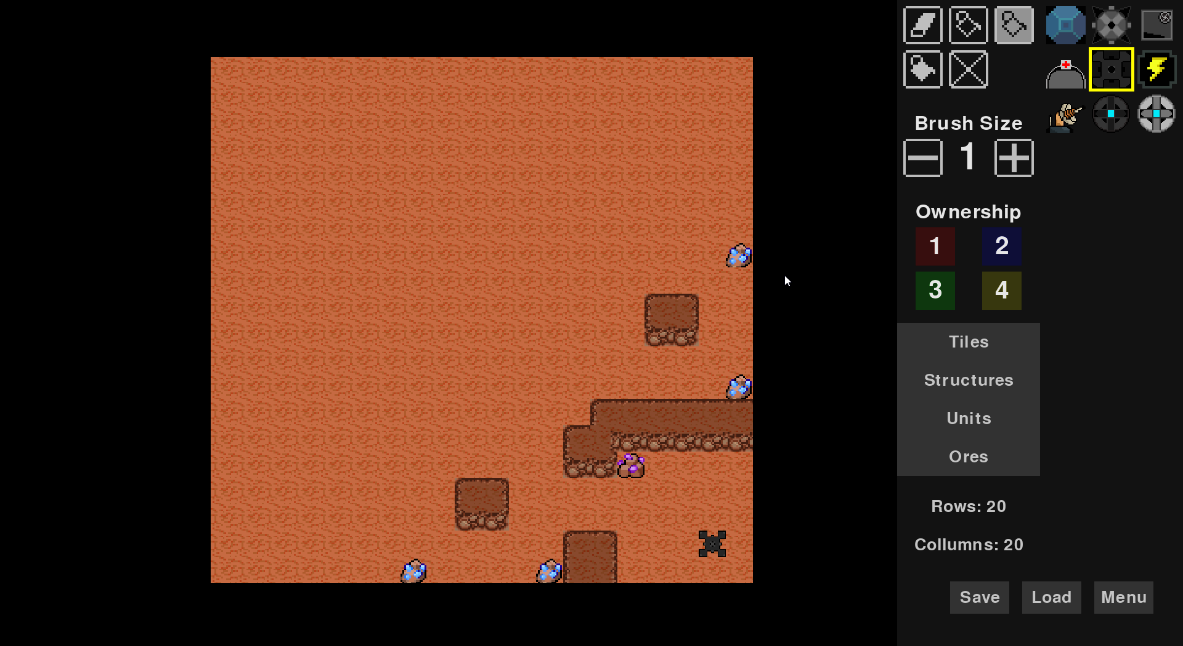 Brush Size
1
Ownership
1 2
3 4
Tiles
Structures
Units
Ores
Rows: 20
Collumns: 20
Save Load Menu